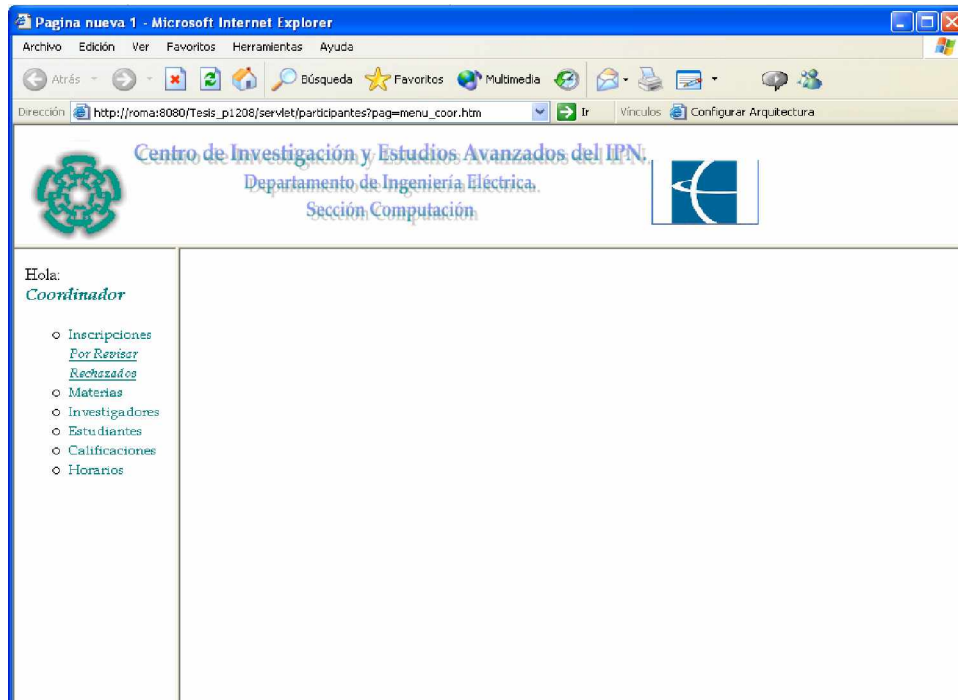 Pagina nueva 1 - Microsoft Internet Explorer
Archivo Edición Ver Favoritos Herramientas Ayuda
Atrás Búsqueda Favoritos Multimedia
Dirección http://roma:8080/Tesis_p1208/servlet/participantes?pag=menu_coor.htm Ir Vínculos Configurar Arquitectura
Centro de Investigación y Estudios Avanzados del IPN.
Departamento de Ingeniería Eléctrica.
Sección Computación
Hola:
Coordinador
Inscripciones
Por Revisar
Rechazados
Materias
Investigadores
Estudiantes
Calificaciones
Horarios